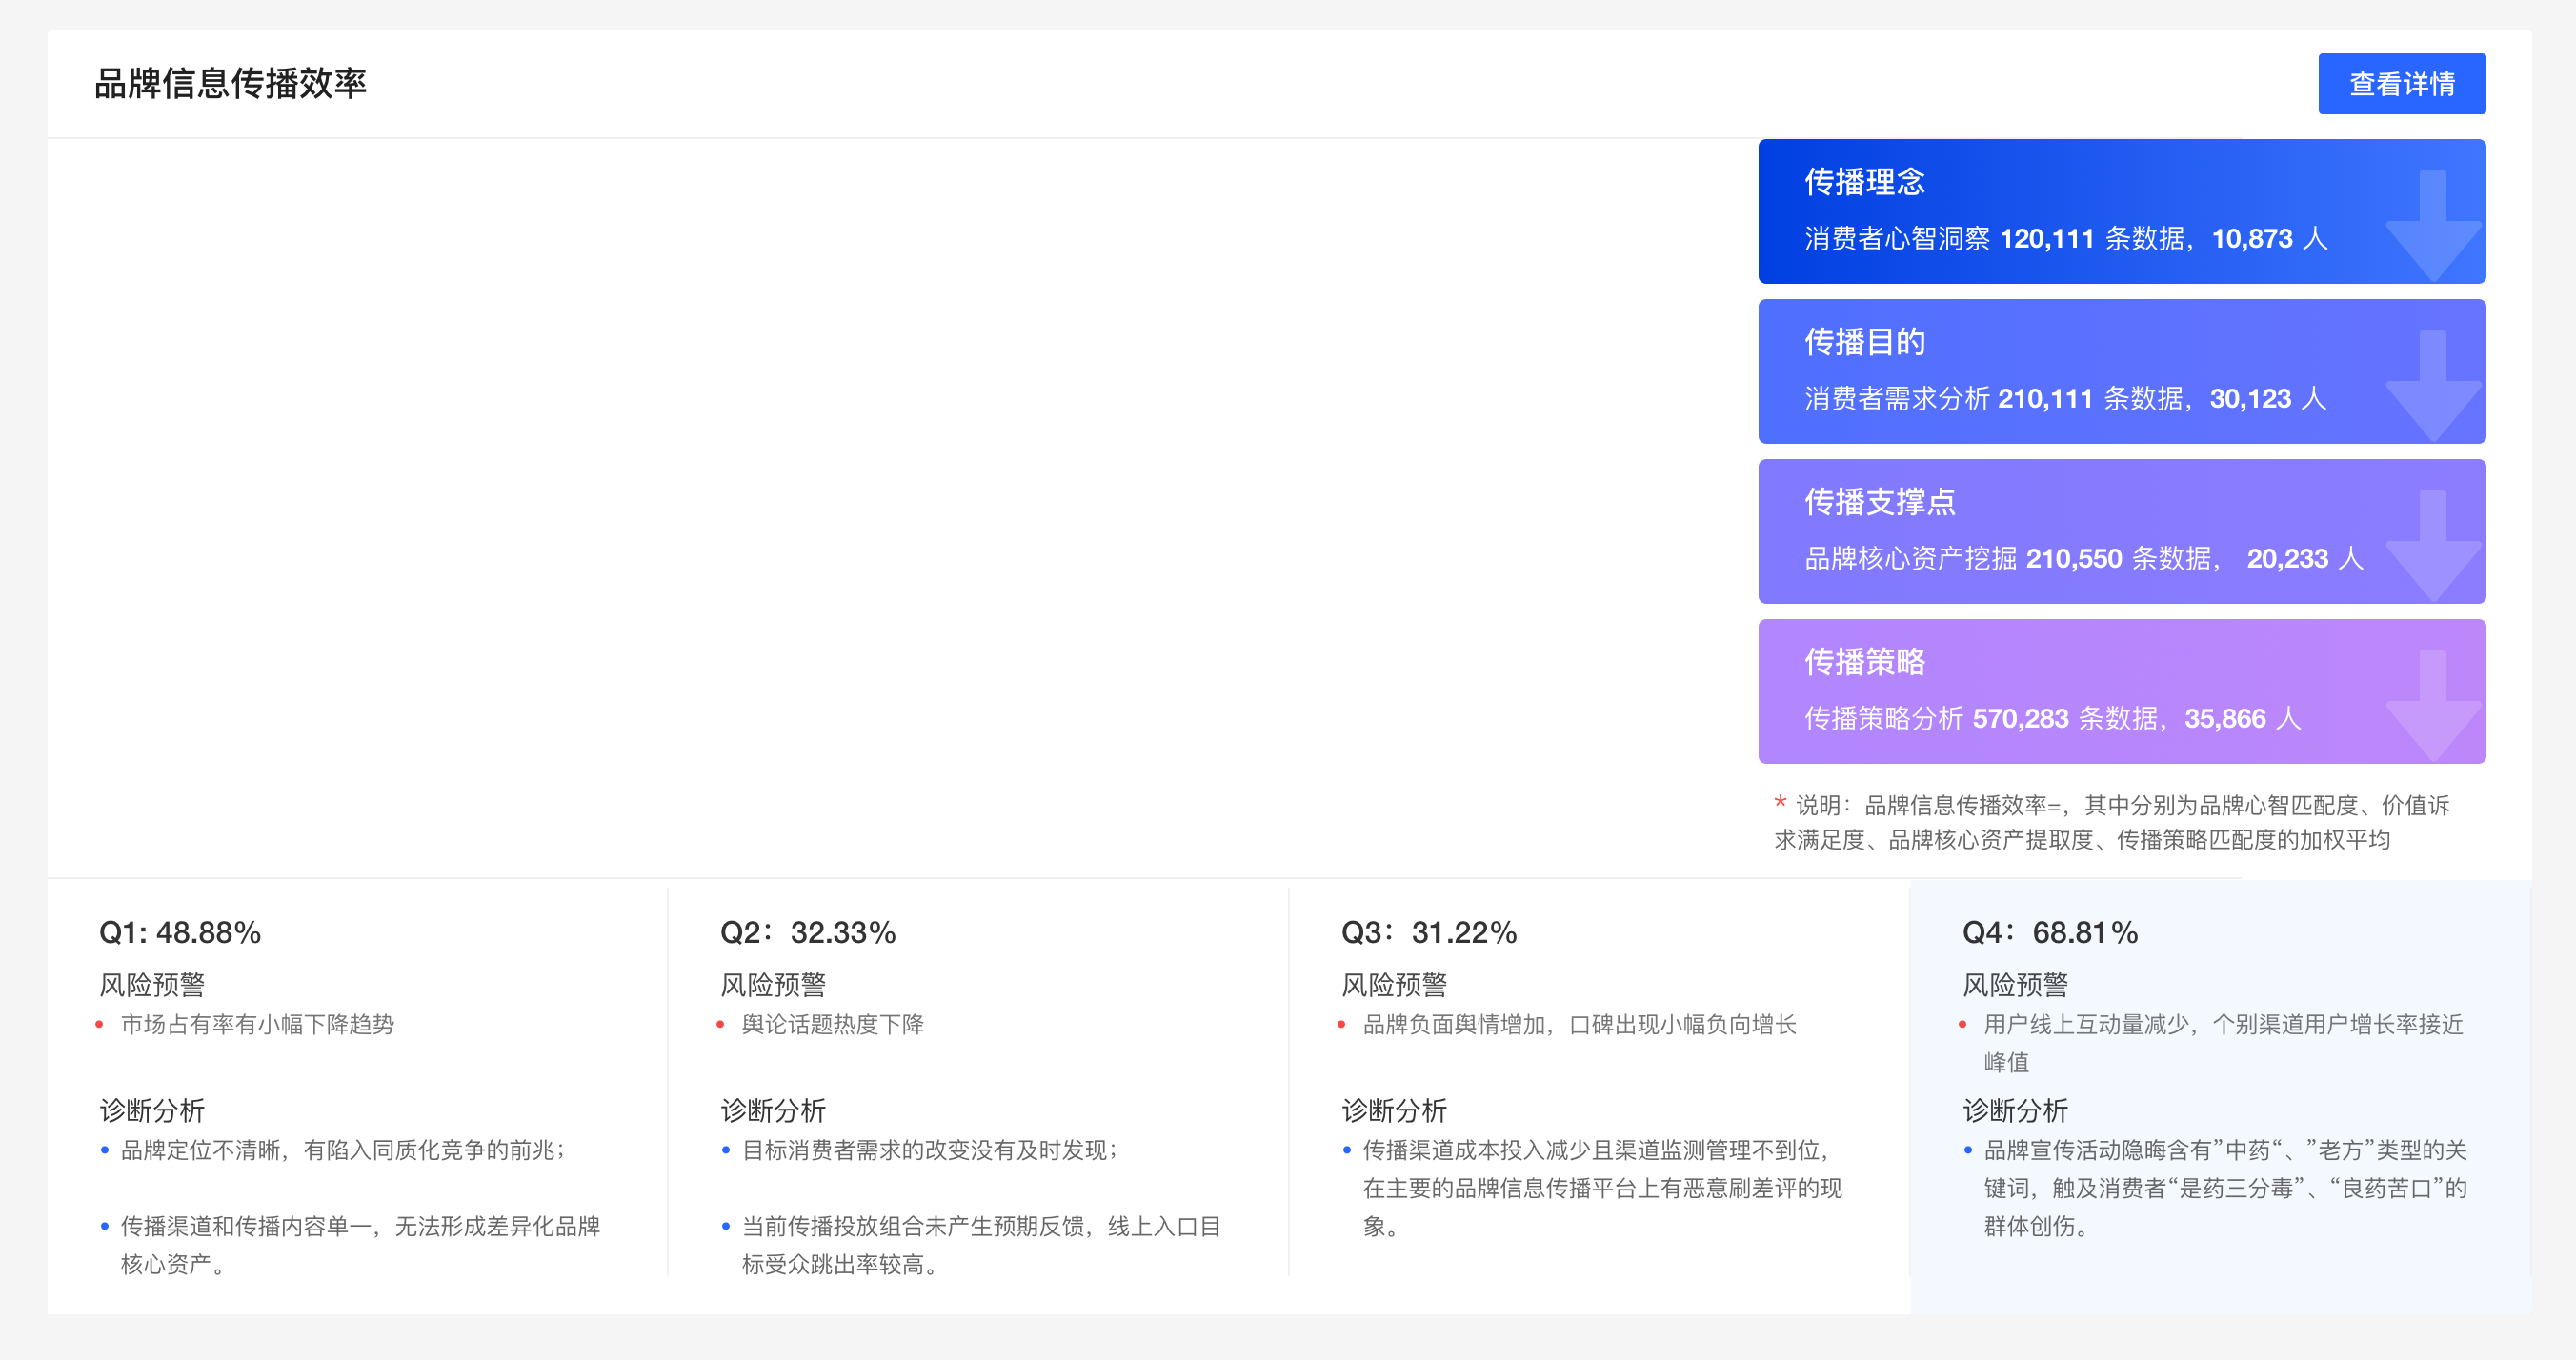 品牌信息传播效率
查看详情
传播理念
消费者心智洞察 120,111 条数据，10,873 人
传播目的
消费者需求分析 210,111 条数据，30,123 人
传播支撑点
品牌核心资产挖掘 210,550 条数据， 20,233 人
传播策略
传播策略分析 570,283 条数据，35,866 人
* 说明：品牌信息传播效率=，其中分别为品牌心智匹配度、价值诉
求满足度、品牌核心资产提取度、传播策略匹配度的加权平均
Q1: 48.88%
风险预警
市场占有率有小幅下降趋势
诊断分析
品牌定位不清晰，有陷入同质化竞争的前兆；
传播渠道和传播内容单一，无法形成差异化品牌
核心资产。
Q2：32.33%
风险预警
舆论话题热度下降
诊断分析
目标消费者需求的改变没有及时发现；
当前传播投放组合未产生预期反馈，线上入口目
标受众跳出率较高。
Q3：31.22%
风险预警
品牌负面舆情增加，口碑出现小幅负向增长
诊断分析
传播渠道成本投入减少且渠道监测管理不到位，
在主要的品牌信息传播平台上有恶意刷差评的现
象。
Q4：68.81%
风险预警
用户线上互动量减少，个别渠道用户增长率接近
峰值
诊断分析
品牌宣传活动隐晦含有”中药“、”老方”类型的关
键词，触及消费者“是药三分毒”、“良药苦口”的
群体创伤。